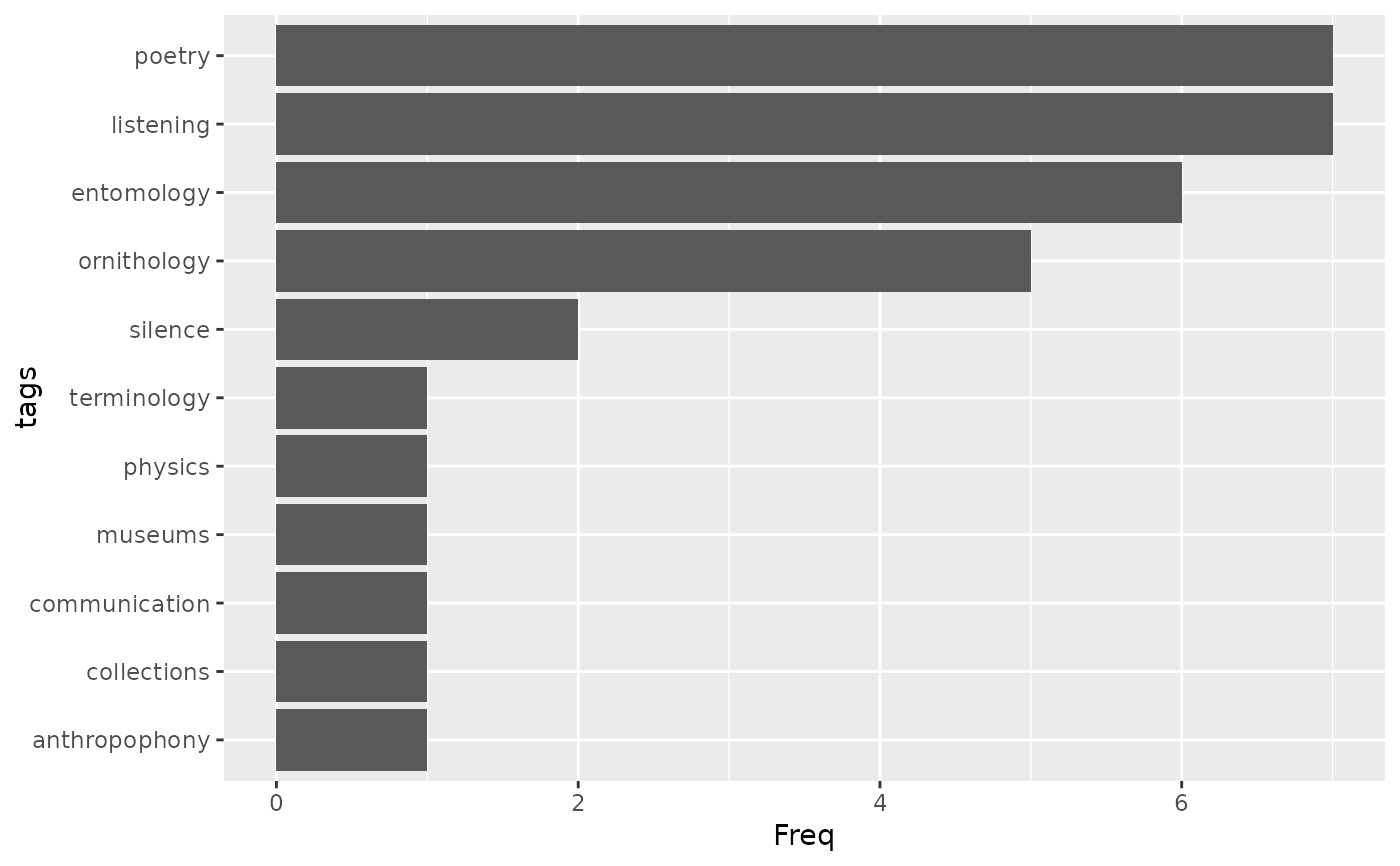 poetry
listening
entomology
ornithology
silence
terminology
physics
museums
communication
collections
anthropophony
tags
0 2 4 6
Freq